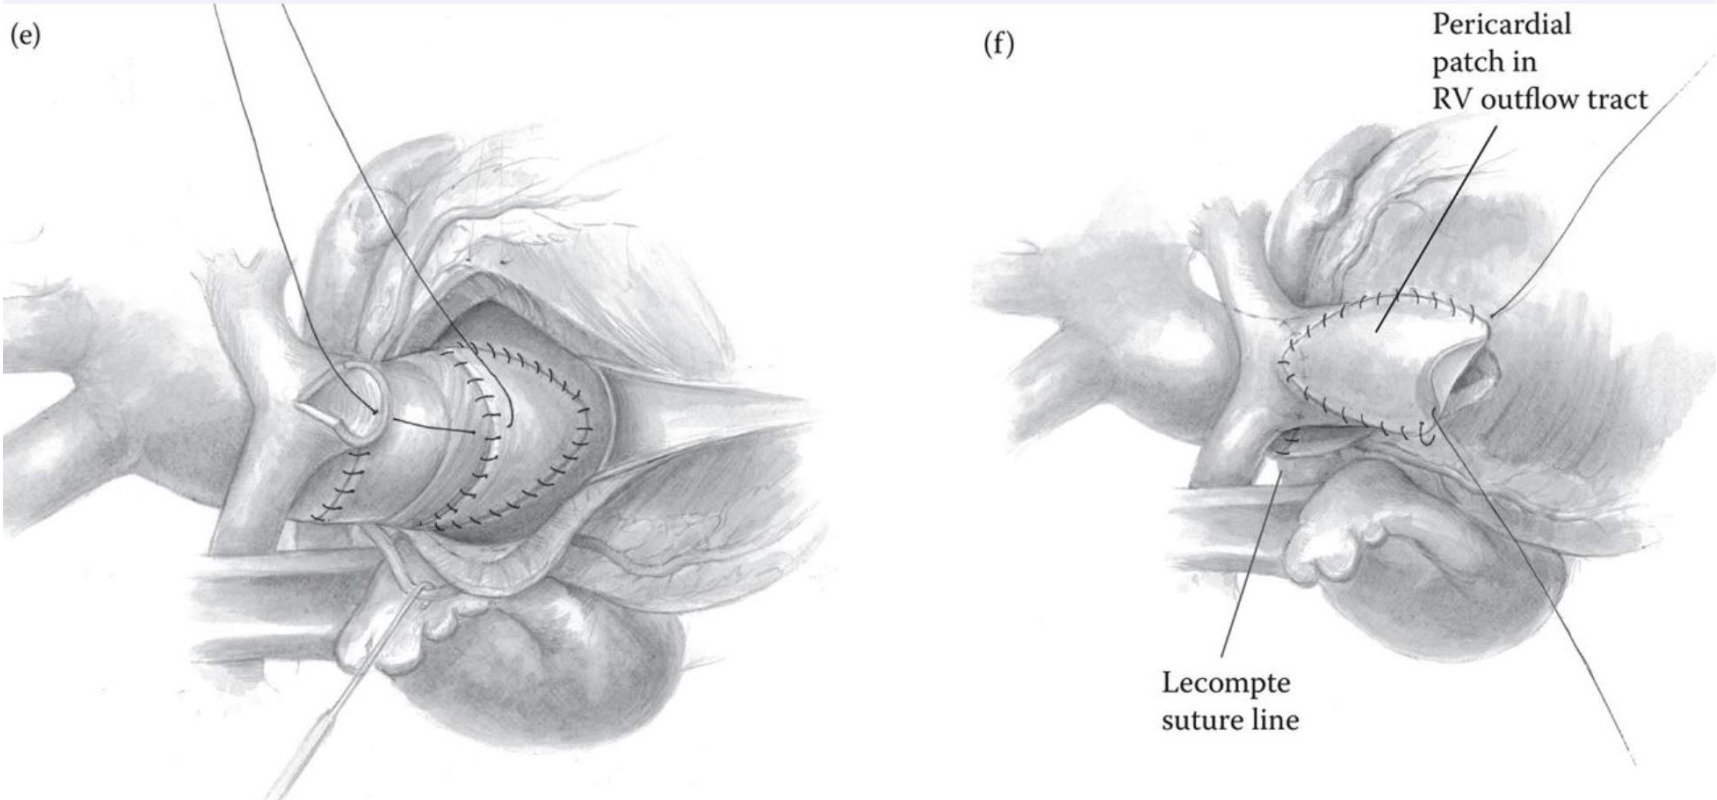 (e)
(f)
Pericardial
patch in
RV outflow tract
Lecompte
suture line